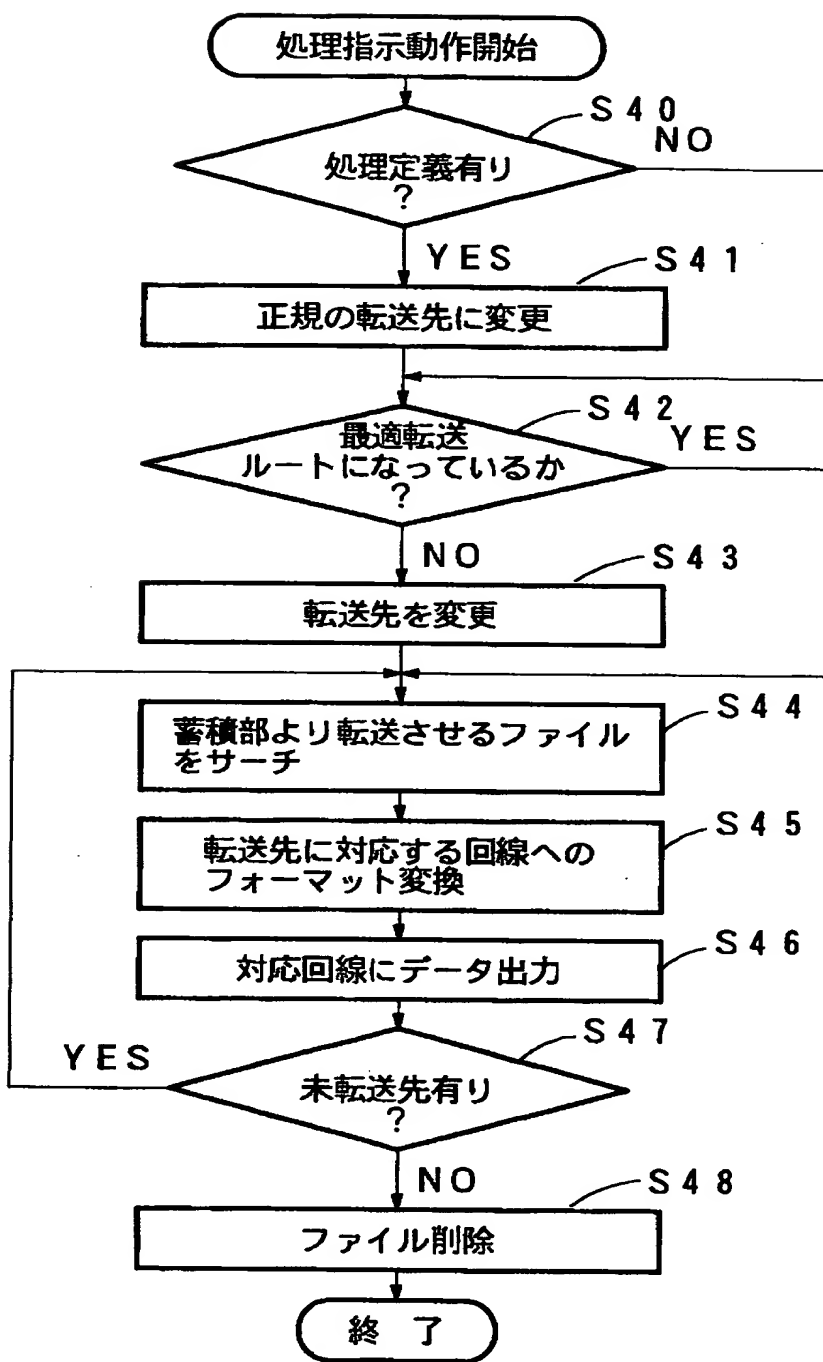 処理指示動作開始
S40
NO
処理定義有り
?
YES
S41
正規の転送先に変更
S42
最適転送
YES
ルートになっているか
?
NO
S43
転送先を変更
S44
蓄積部より転送させるファイル
をサーチ
S45
転送先に対応する回線への
フォーマット変換
S46
対応回線にデータ出力
S47
YES
未転送先有り
?
NO
S48
ファイル削除
終 了